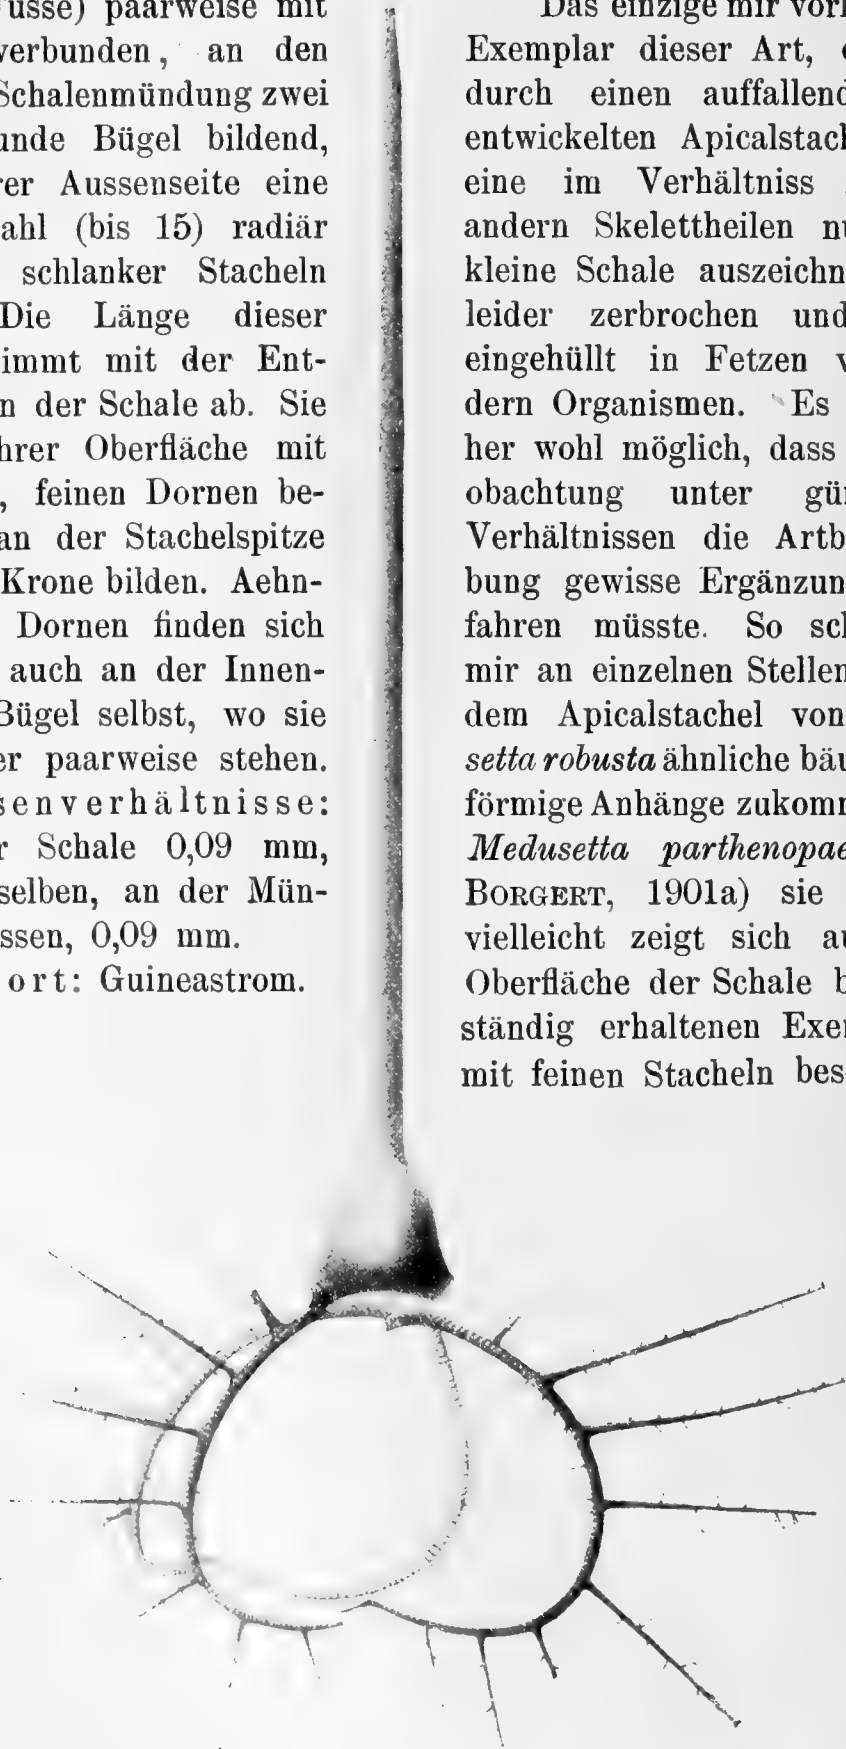 üsse) paarweise mit
verbunden, an den
Schalenmündung zwei
unde Bügel bildend,
rer Aussenseite eine
ahl (bis 15) radiär
schlanker Stacheln
Die Länge dieser
immt mit der Ent-
n der Schale ab. Sie
hrer Oberfläche mit
, feinen Dornen be-
an der Stachelspitze
Krone bilden. Aehn-
Dornen finden sich
auch an der Innen-
Bügel selbst, wo sie
er paarweise stehen.
senverhältnisse:
r Schale 0,09 mm,
selben, an der Mün-
ssen, 0,09 mm.
ort: Guineastrom.
Das einzige mir vorl
Exemplar dieser Art,
durch einen auffallend
entwickelten Apicalstach
eine im Verhältniss
andern Skelettheilen nu
kleine Schale auszeichn
leider zerbrochen und
eingehüllt in Fetzen v
dern Organismen. Es
her wohl möglich, dass
obachtung unter gün
Verhältnissen die Artb
bung gewisse Ergänzun
fahren müsste. So sch
mir an einzelnen Stellen
dem Apicalstachel von
setta robusta ähnliche bäu
förmige Anhänge zukomm
Medusetta parthenopae
BORGERT, 1901a) sie
vielleicht zeigt sich au
Oberfläche der Schale b
ständig erhaltenen Exem
mit feinen Stacheln bes